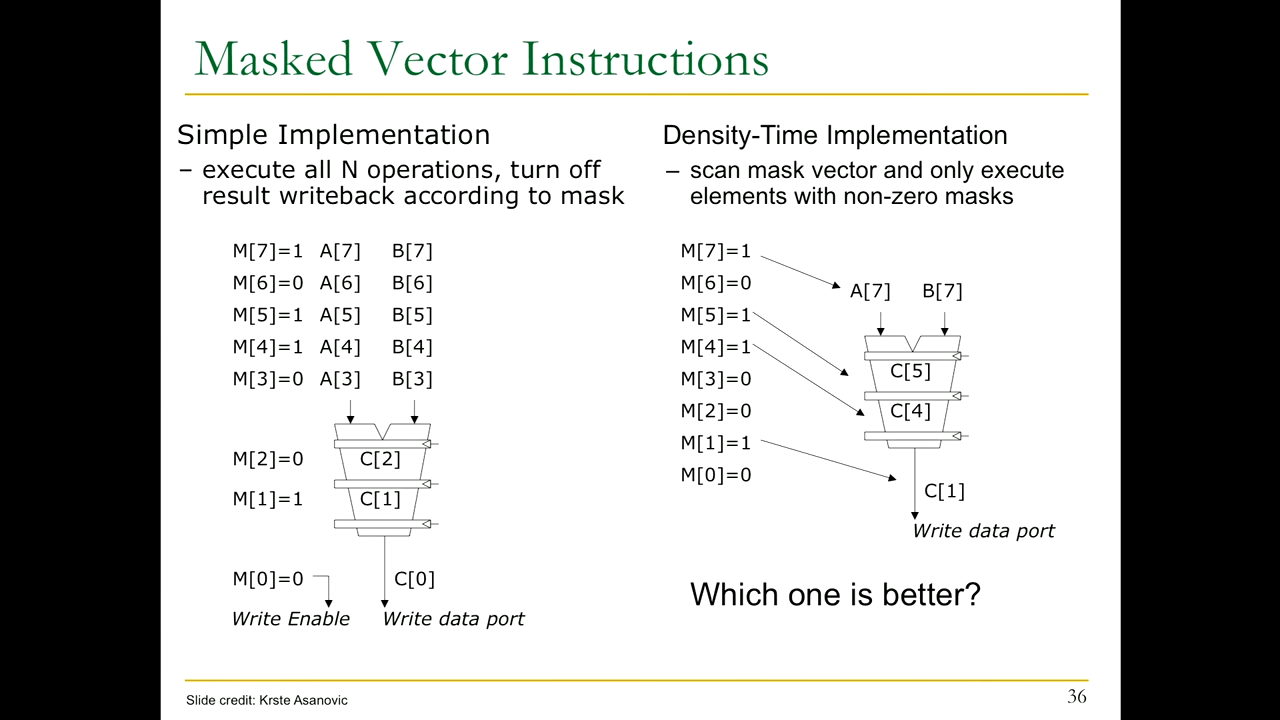 Masked Vector Instructions
Simple Implementation
– execute all N operations, turn off
result writeback according to mask
M[7]=1 A[7] B[7]
M[6]=0 A[6] B[6]
M[5]=1 A[5] B[5]
M[4]=1 A[4] B[4]
M[3]=0 A[3] B[3]
M[2]=0 C[2]
M[1]=1 C[1]
M[0]=0 C[0]
Write Enable Write data port
Density-Time Implementation
– scan mask vector and only execute
elements with non-zero masks
M[7]=1
M[6]=0 A[7] B[7]
M[5]=1
M[4]=1
M[3]=0 C[5]
M[2]=0 C[4]
M[1]=1
M[0]=0
C[1]
Write data port
Which one is better?
Slide credit: Krste Asanovic
36